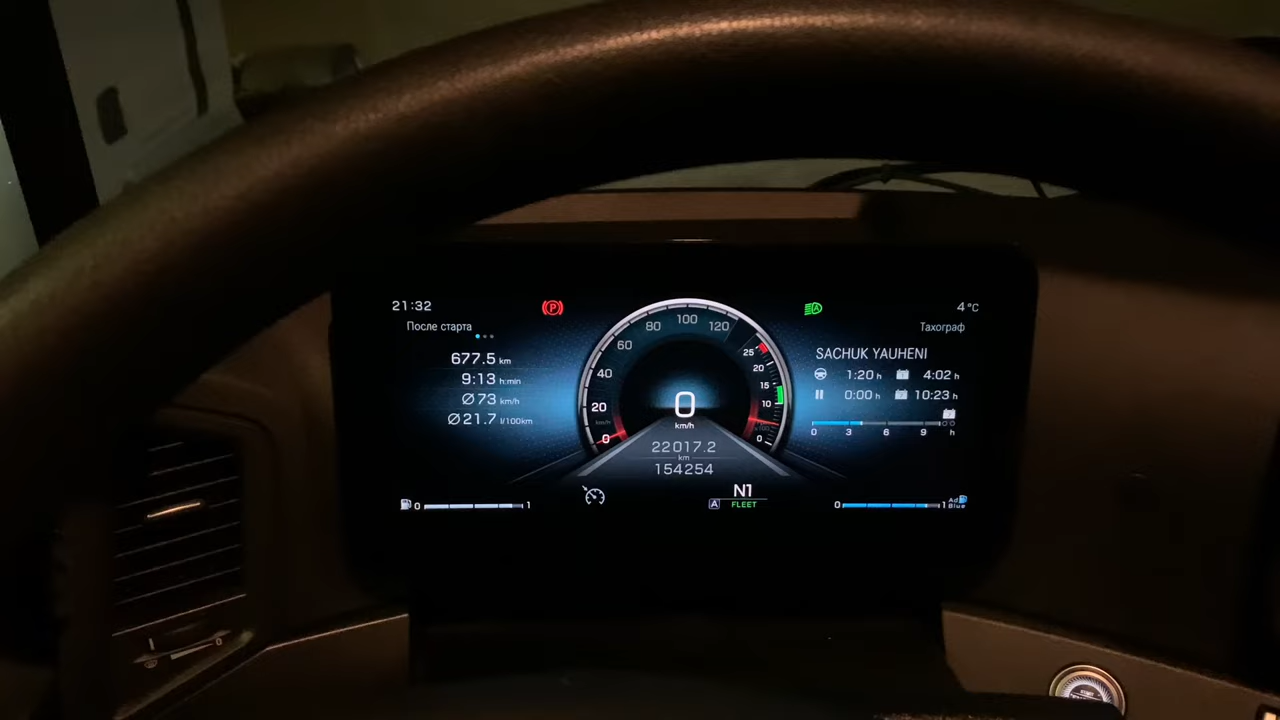 21:32
4°C
После старта
Тахограф
677.5 km
9:13 h:min
Ø 73 km/h
Ø 21.7 l/100km
0 20 40 60 80 100 120
km/h
25 20 15 10 0
0
km/h
22017.2
km
154254
SACHUK YAUHENI
1:20 h 4:02 h
0:00 h 10:23 h
0 3 6 9 h
0 1
A N1
FLEET
0 1 AdBlue
START